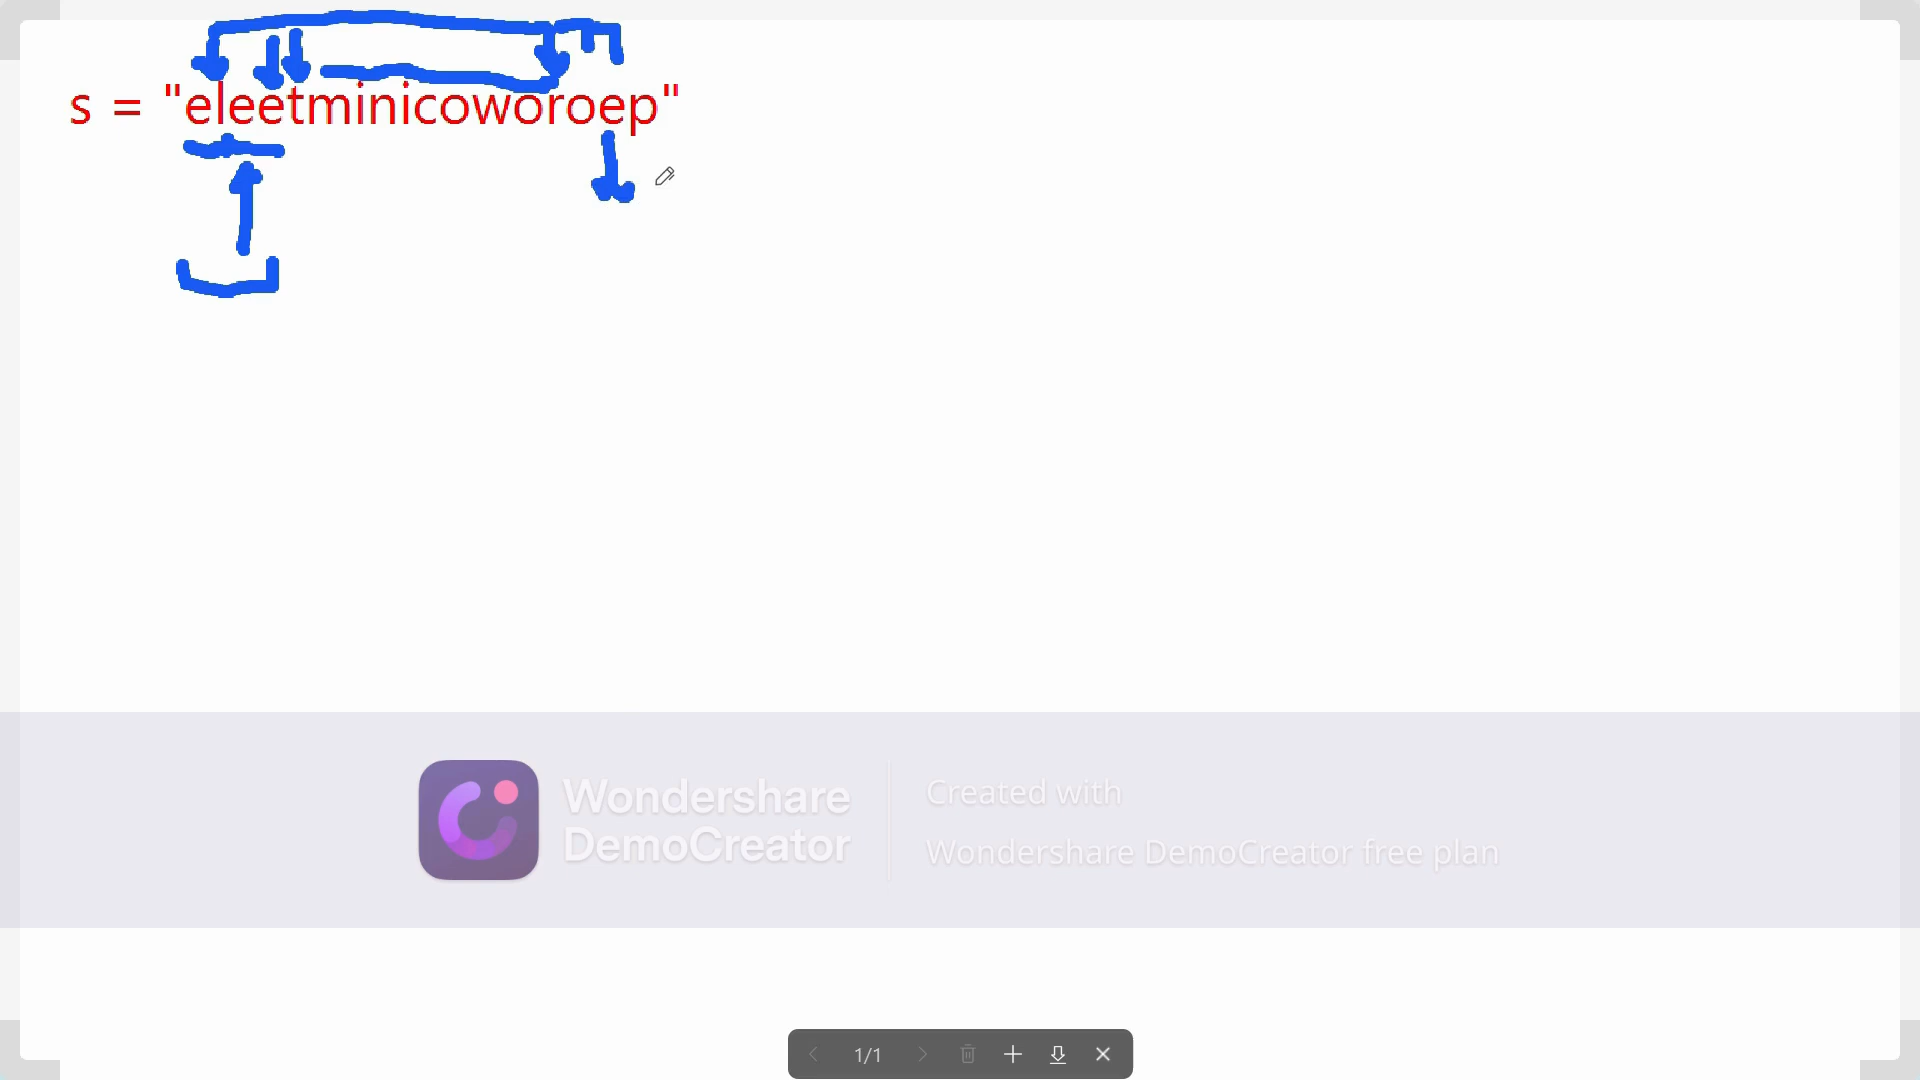 s = "eleetminicoworoep"
Wondershare
DemoCreator
Created with
Wondershare DemoCreator free plan
1/1